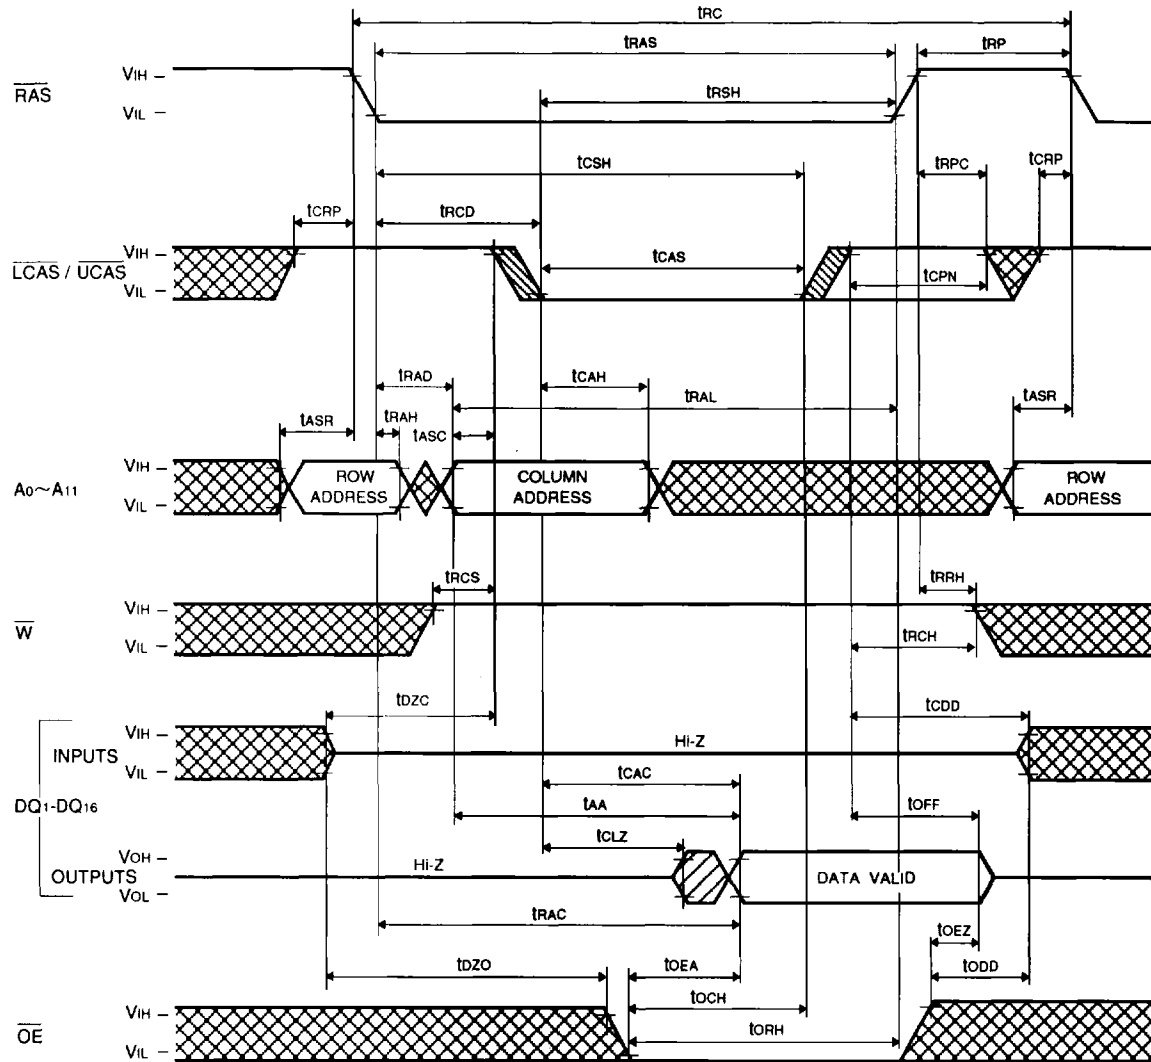 tRC
tRAS tRP
RAS VIH VIL
tRSH
tCSH tRPC tCRP
tCRP tRCD
LCAS / UCAS VIH VIL
tCAS tCPN
tRAD tCAH tRAL
tASR tRAH tASC tASR
A0~A11 VIH VIL
ROW ADDRESS
COLUMN ADDRESS
ROW ADDRESS
tRCS tRRH
W VIH VIL
tRCH
tDZC tCDD
DQ1-DQ16
INPUTS VIH VIL
Hi-Z
tCAC
tAA tOFF
tCLZ
OUTPUTS VOH VOL
Hi-Z DATA VALID
tRAC tOEZ
tDZO tOEA tODD
tOCH
OE VIH VIL
tORH